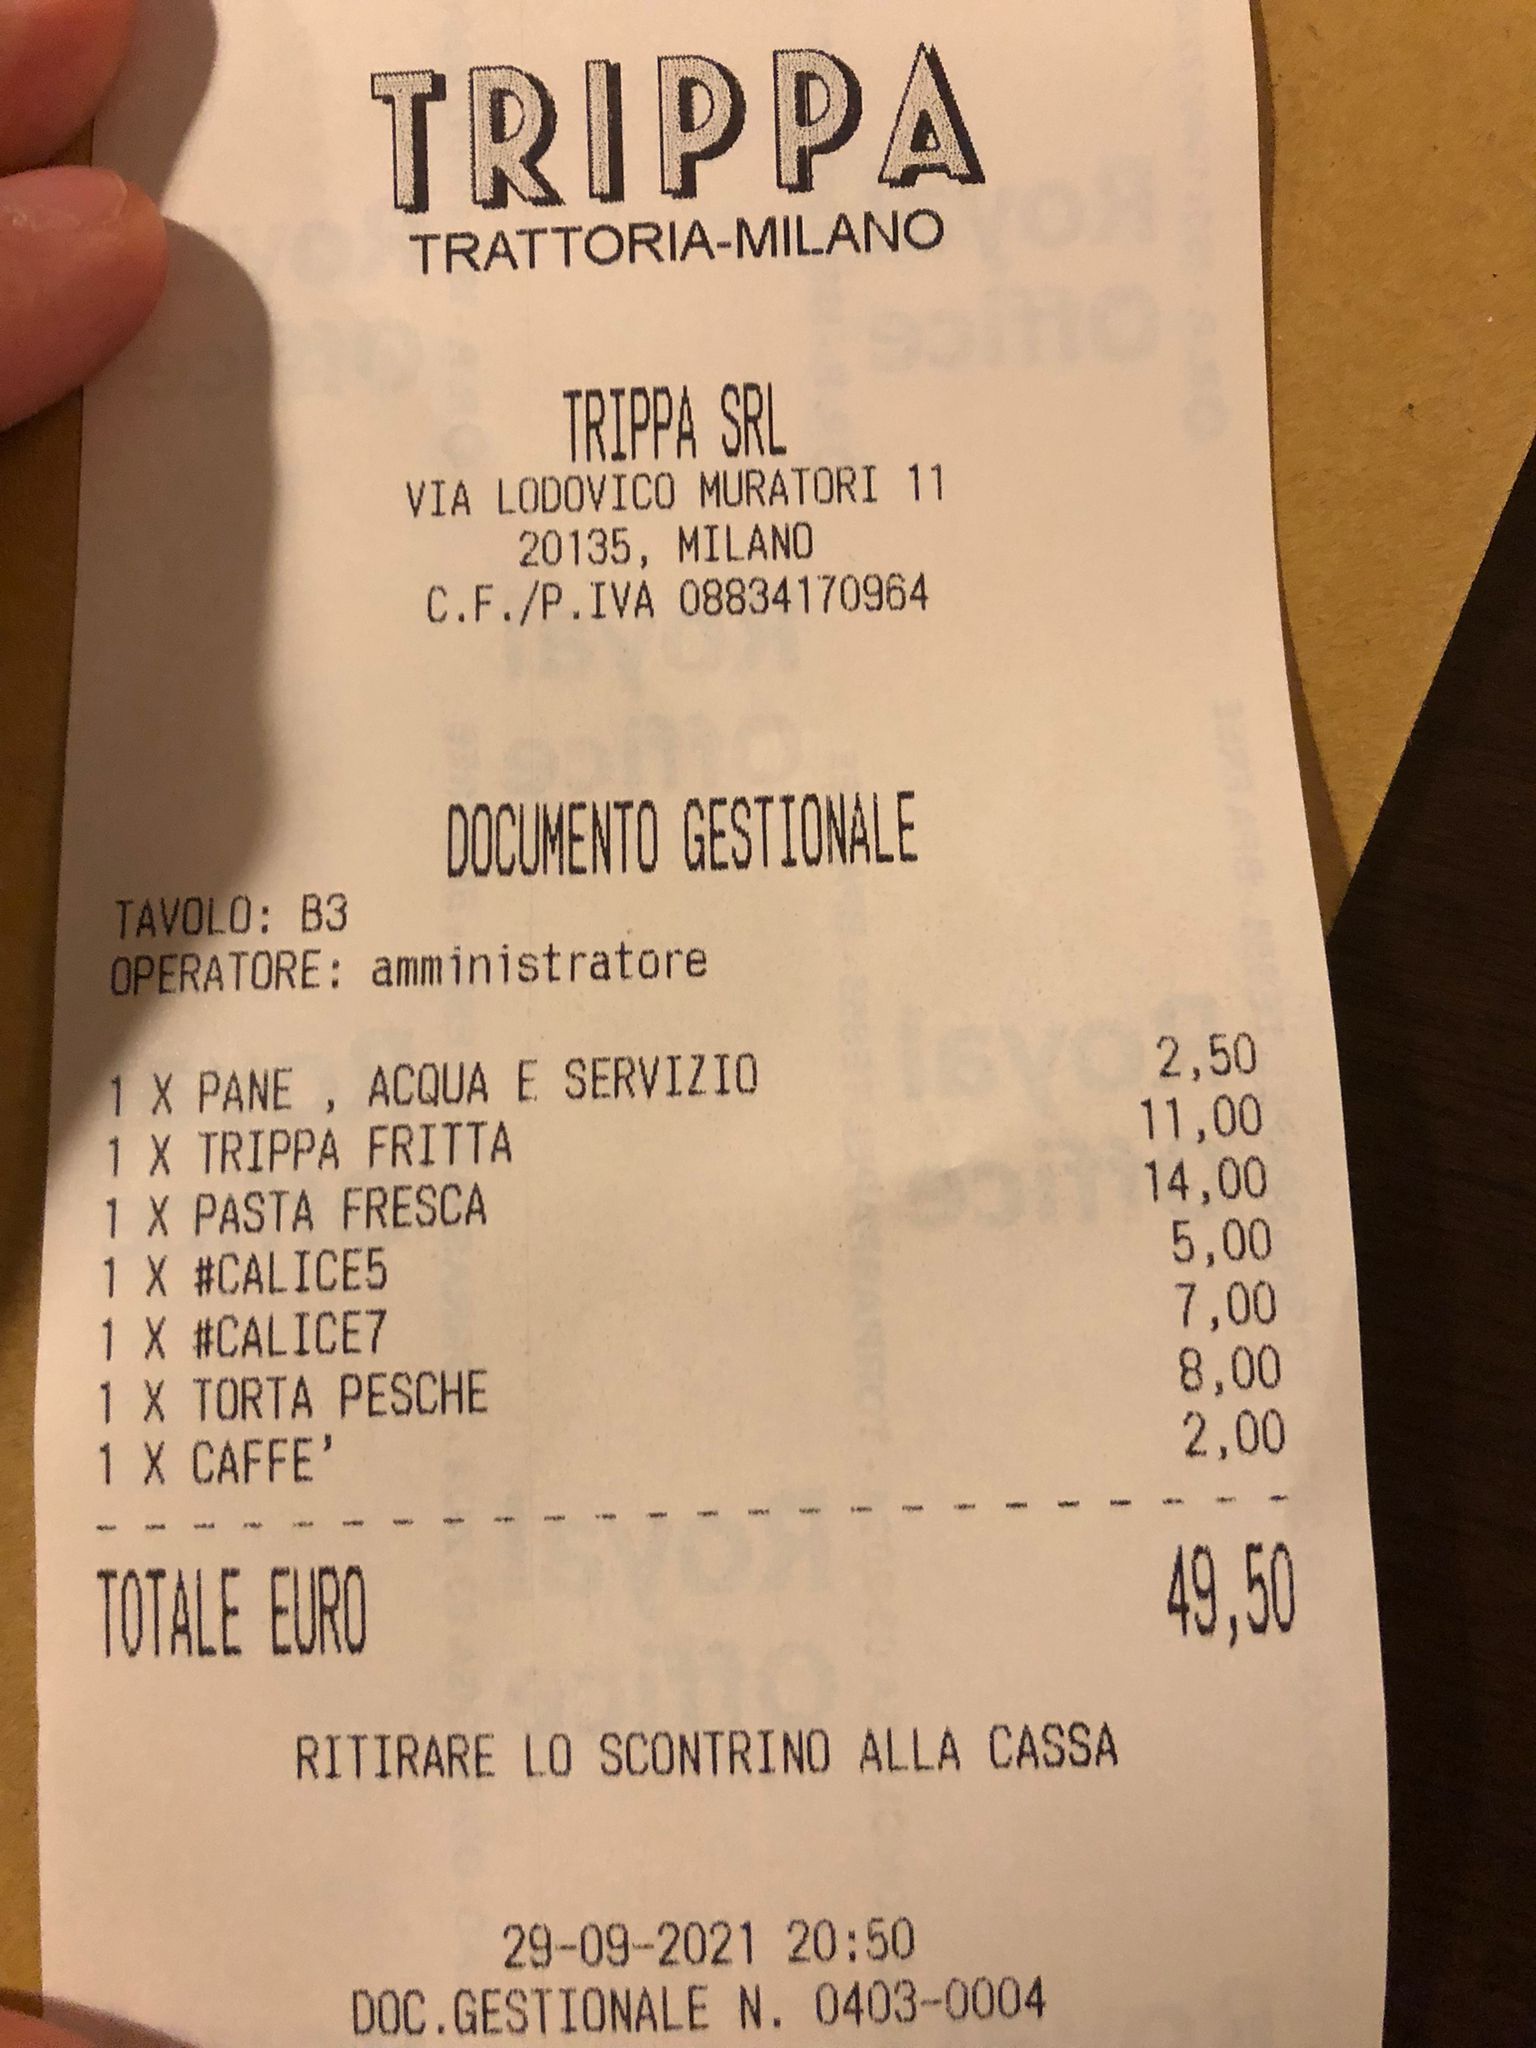 TRIPPA
TRATTORIA-MILANO
TRIPPA SRL
VIA LODOVICO MURATORI 11
20135, MILANO
C.F./P.IVA 08834170964
DOCUMENTO GESTIONALE
TAVOLO: B3
OPERATORE: amministratore
1 X PANE , ACQUA E SERVIZIO 2,50
1 X TRIPPA FRITTA 11,00
1 X PASTA FRESCA 14,00
1 X #CALICE5 5,00
1 X #CALICE7 7,00
1 X TORTA PESCHE 8,00
1 X CAFFE' 2,00
- - - - - - - - - - - - - - - - - - - - - - - -
TOTALE EURO 49,50
RITIRARE LO SCONTRINO ALLA CASSA
29-09-2021 20:50
DOC.GESTIONALE N. 0403-0004